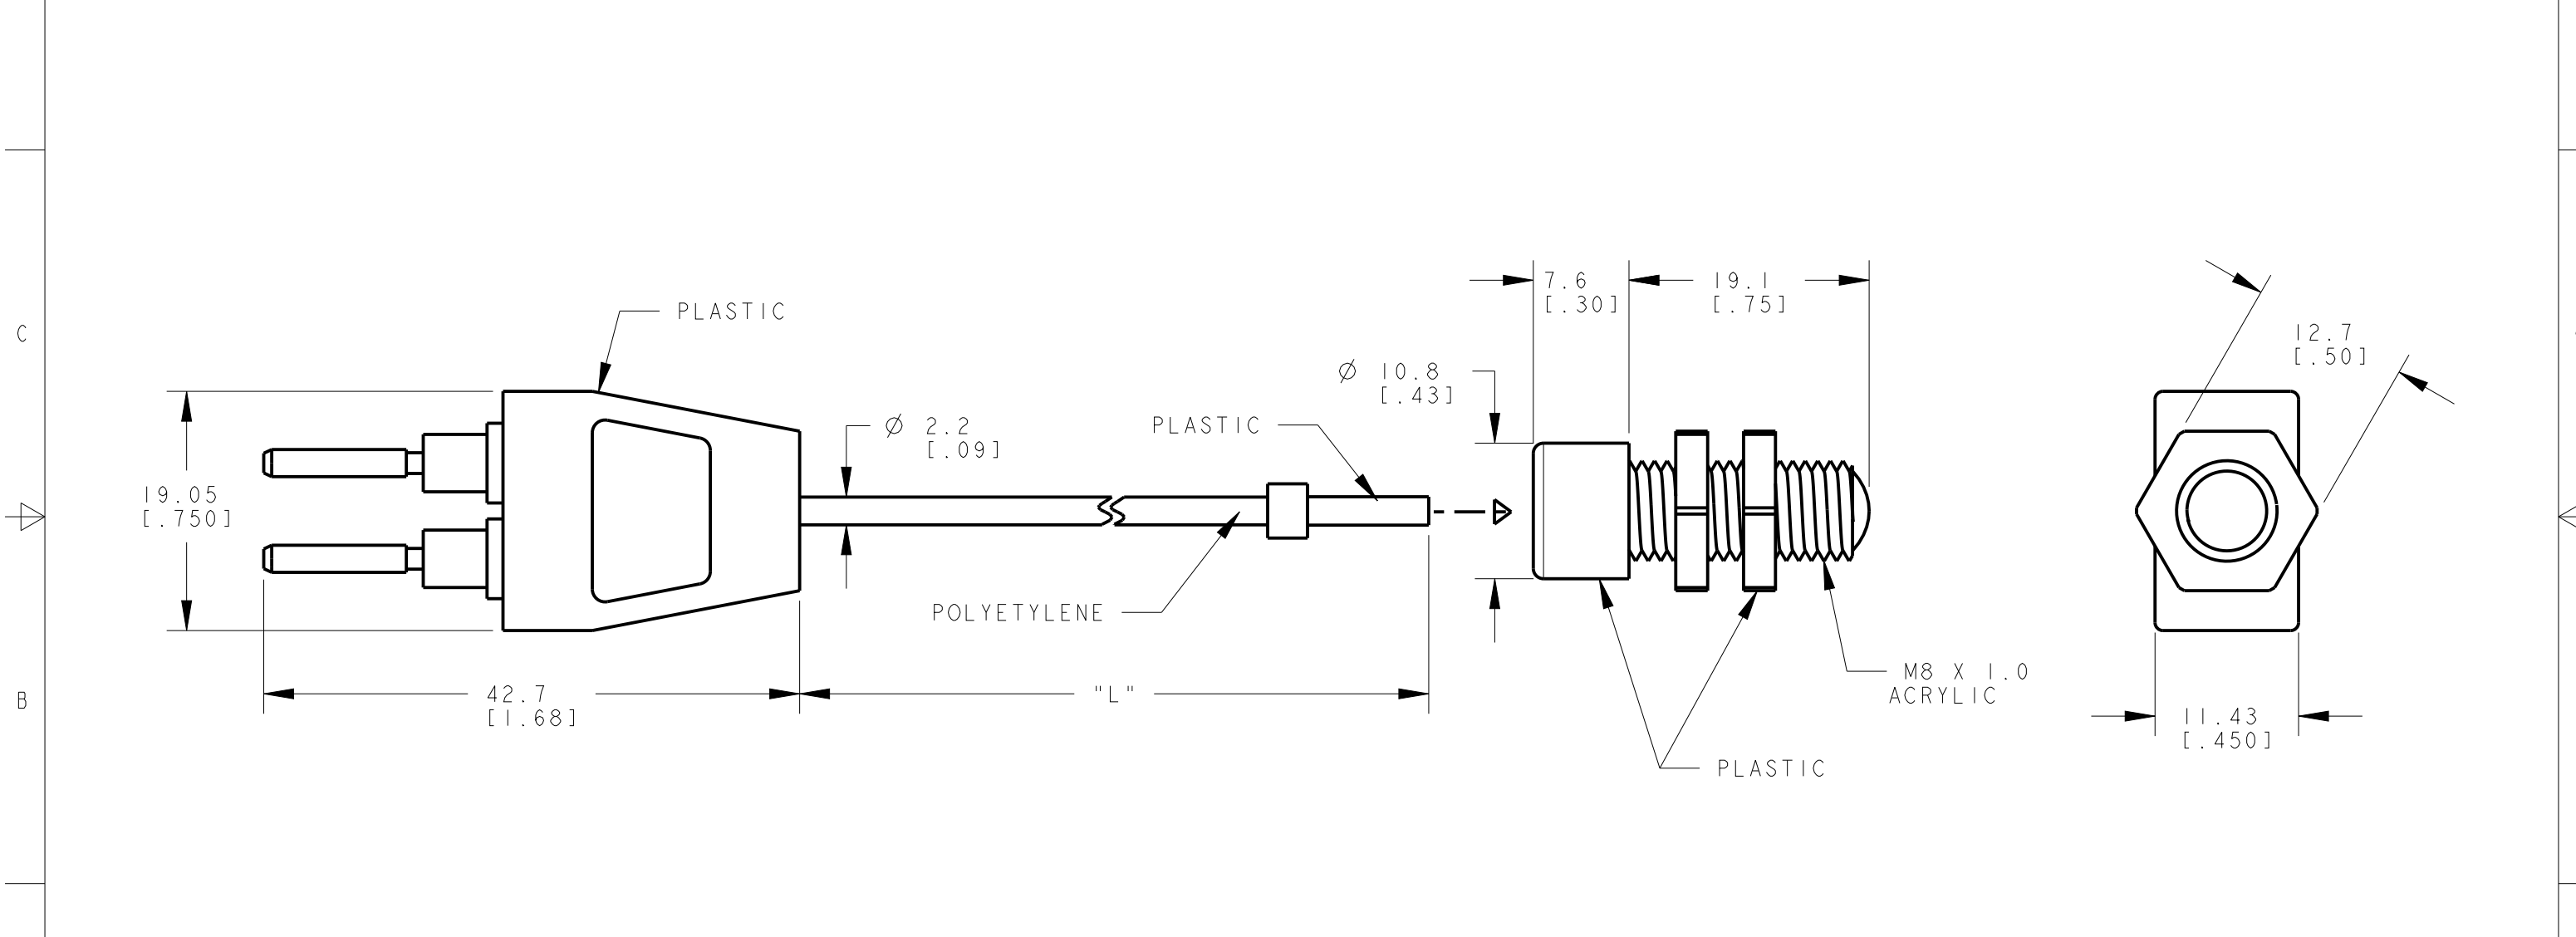 C
B
PLASTIC
19.05
[.750]
42.7
[1.68]
Ø 2.2
[.09]
POLYETYLENE
"L"
PLASTIC
Ø 10.8
[.43]
7.6
[.30]
19.1
[.75]
M8 X 1.0
ACRYLIC
PLASTIC
12.7
[.50]
11.43
[.450]